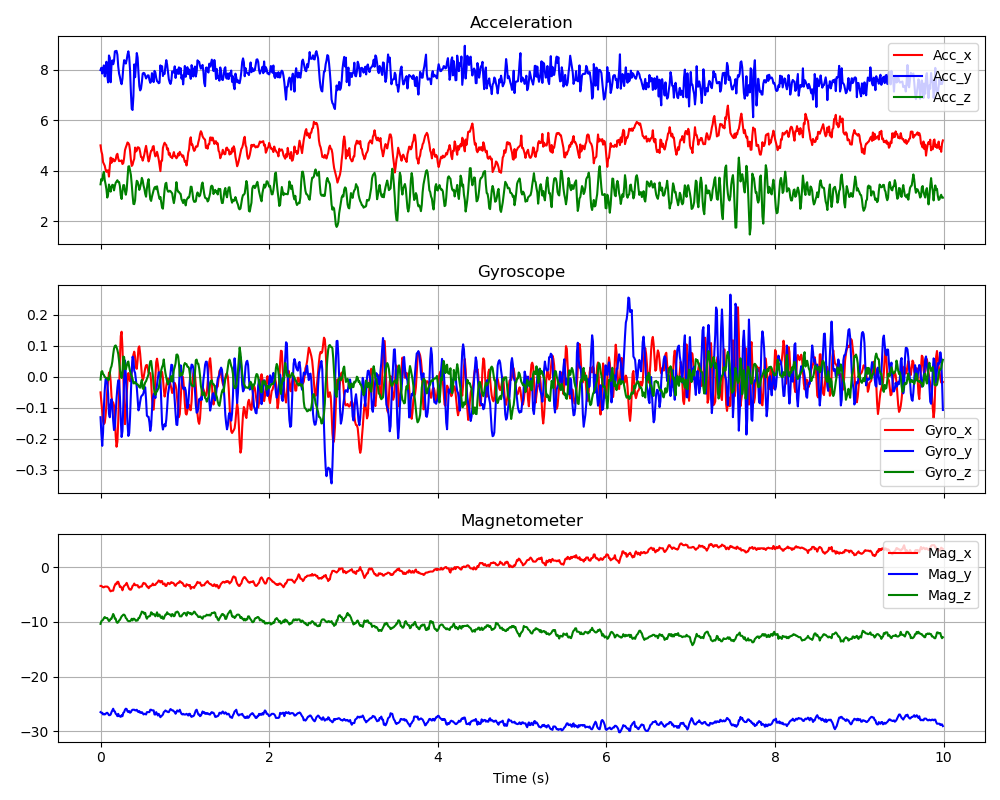 Acceleration
8
6
4
2
Acc_x
Acc_y
Acc_z
Gyroscope
0.2
0.1
0.0
−0.1
−0.2
−0.3
Gyro_x
Gyro_y
Gyro_z
Magnetometer
0
−10
−20
−30
Mag_x
Mag_y
Mag_z
0 2 4 6 8 10
Time (s)